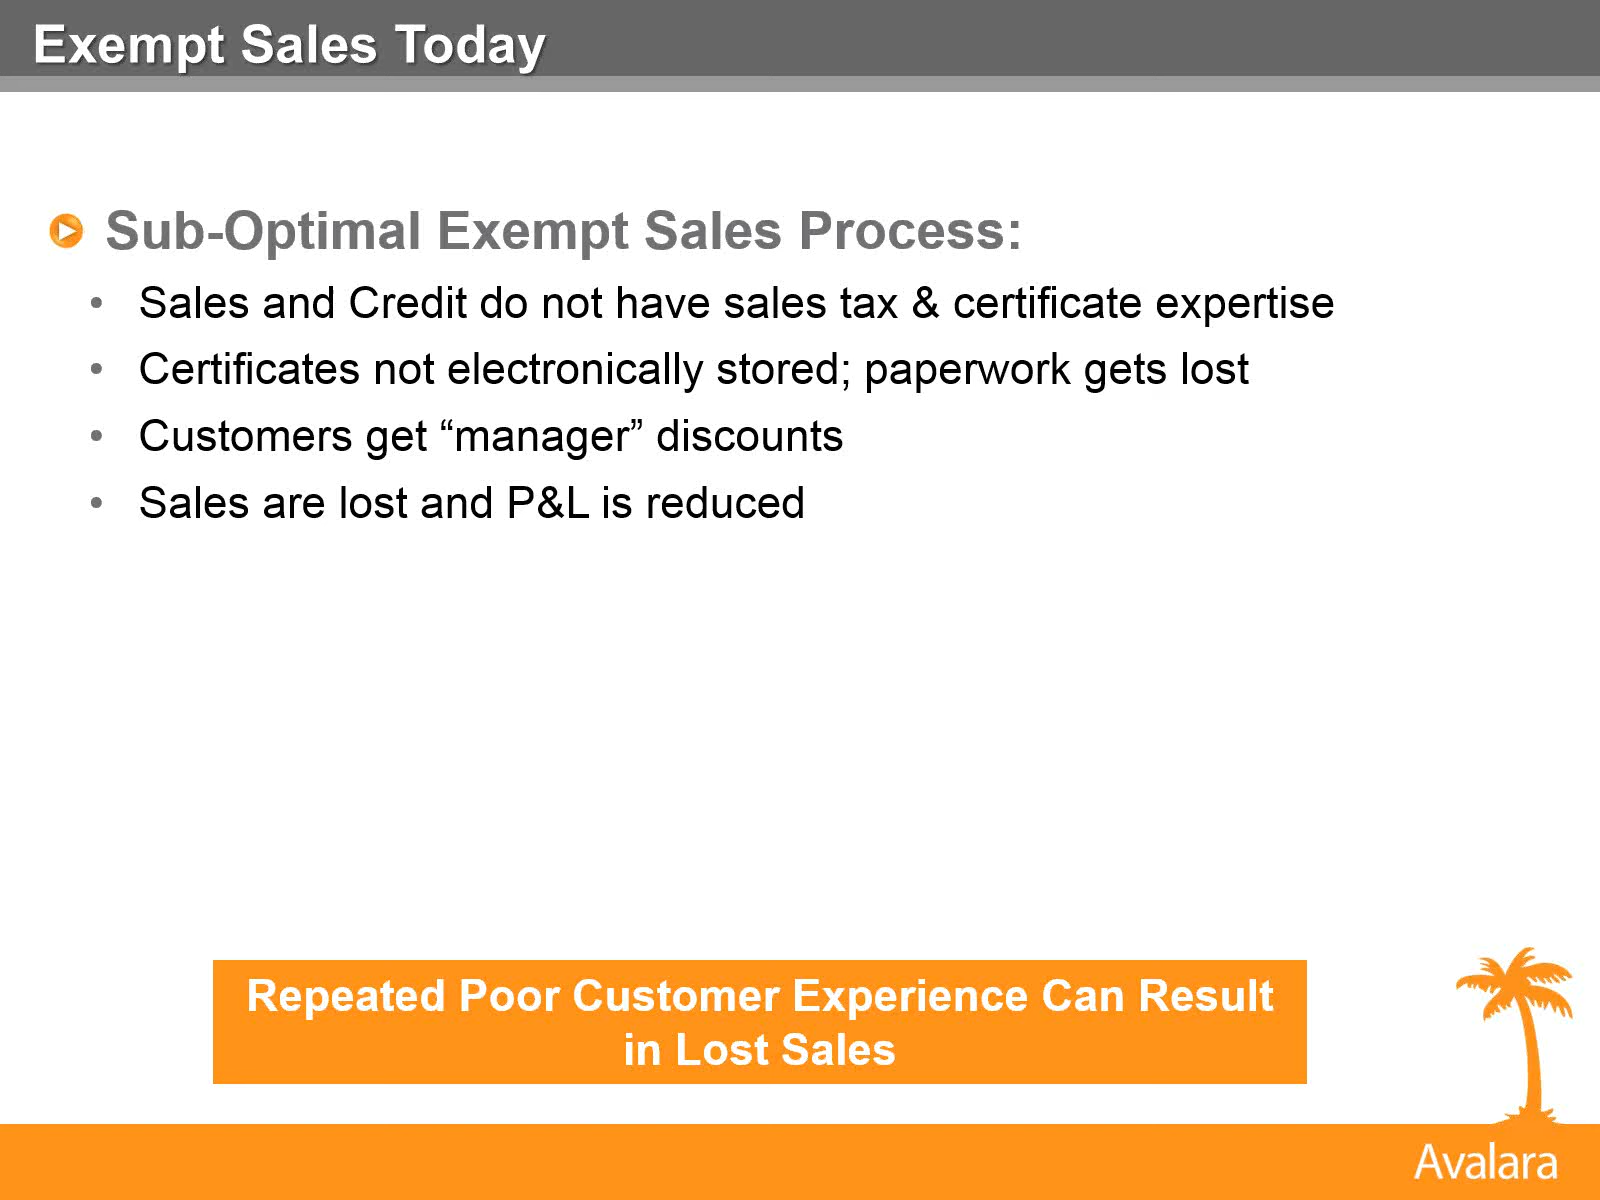 Exempt Sales Today
Sub-Optimal Exempt Sales Process:
• Sales and Credit do not have sales tax & certificate expertise
• Certificates not electronically stored; paperwork gets lost
• Customers get “manager” discounts
• Sales are lost and P&L is reduced
Repeated Poor Customer Experience Can Result
in Lost Sales
Avalara